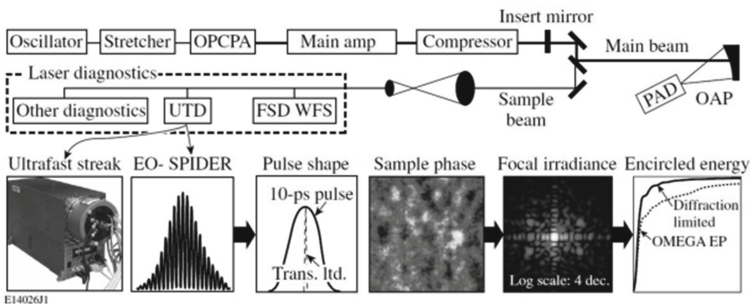 Insert mirror
Oscillator Stretcher OPCPA Main amp Compressor
Main beam
Laser diagnostics
PAD OAP
Other diagnostics UTD FSD WFS
Sample
beam
Ultrafast streak EO- SPIDER Pulse shape Sample phase Focal irradiance Encircled energy
10-ps pulse
Trans. ltd.
Diffraction
limited
OMEGA EP
Log scale: 4 dec.
E14026J1